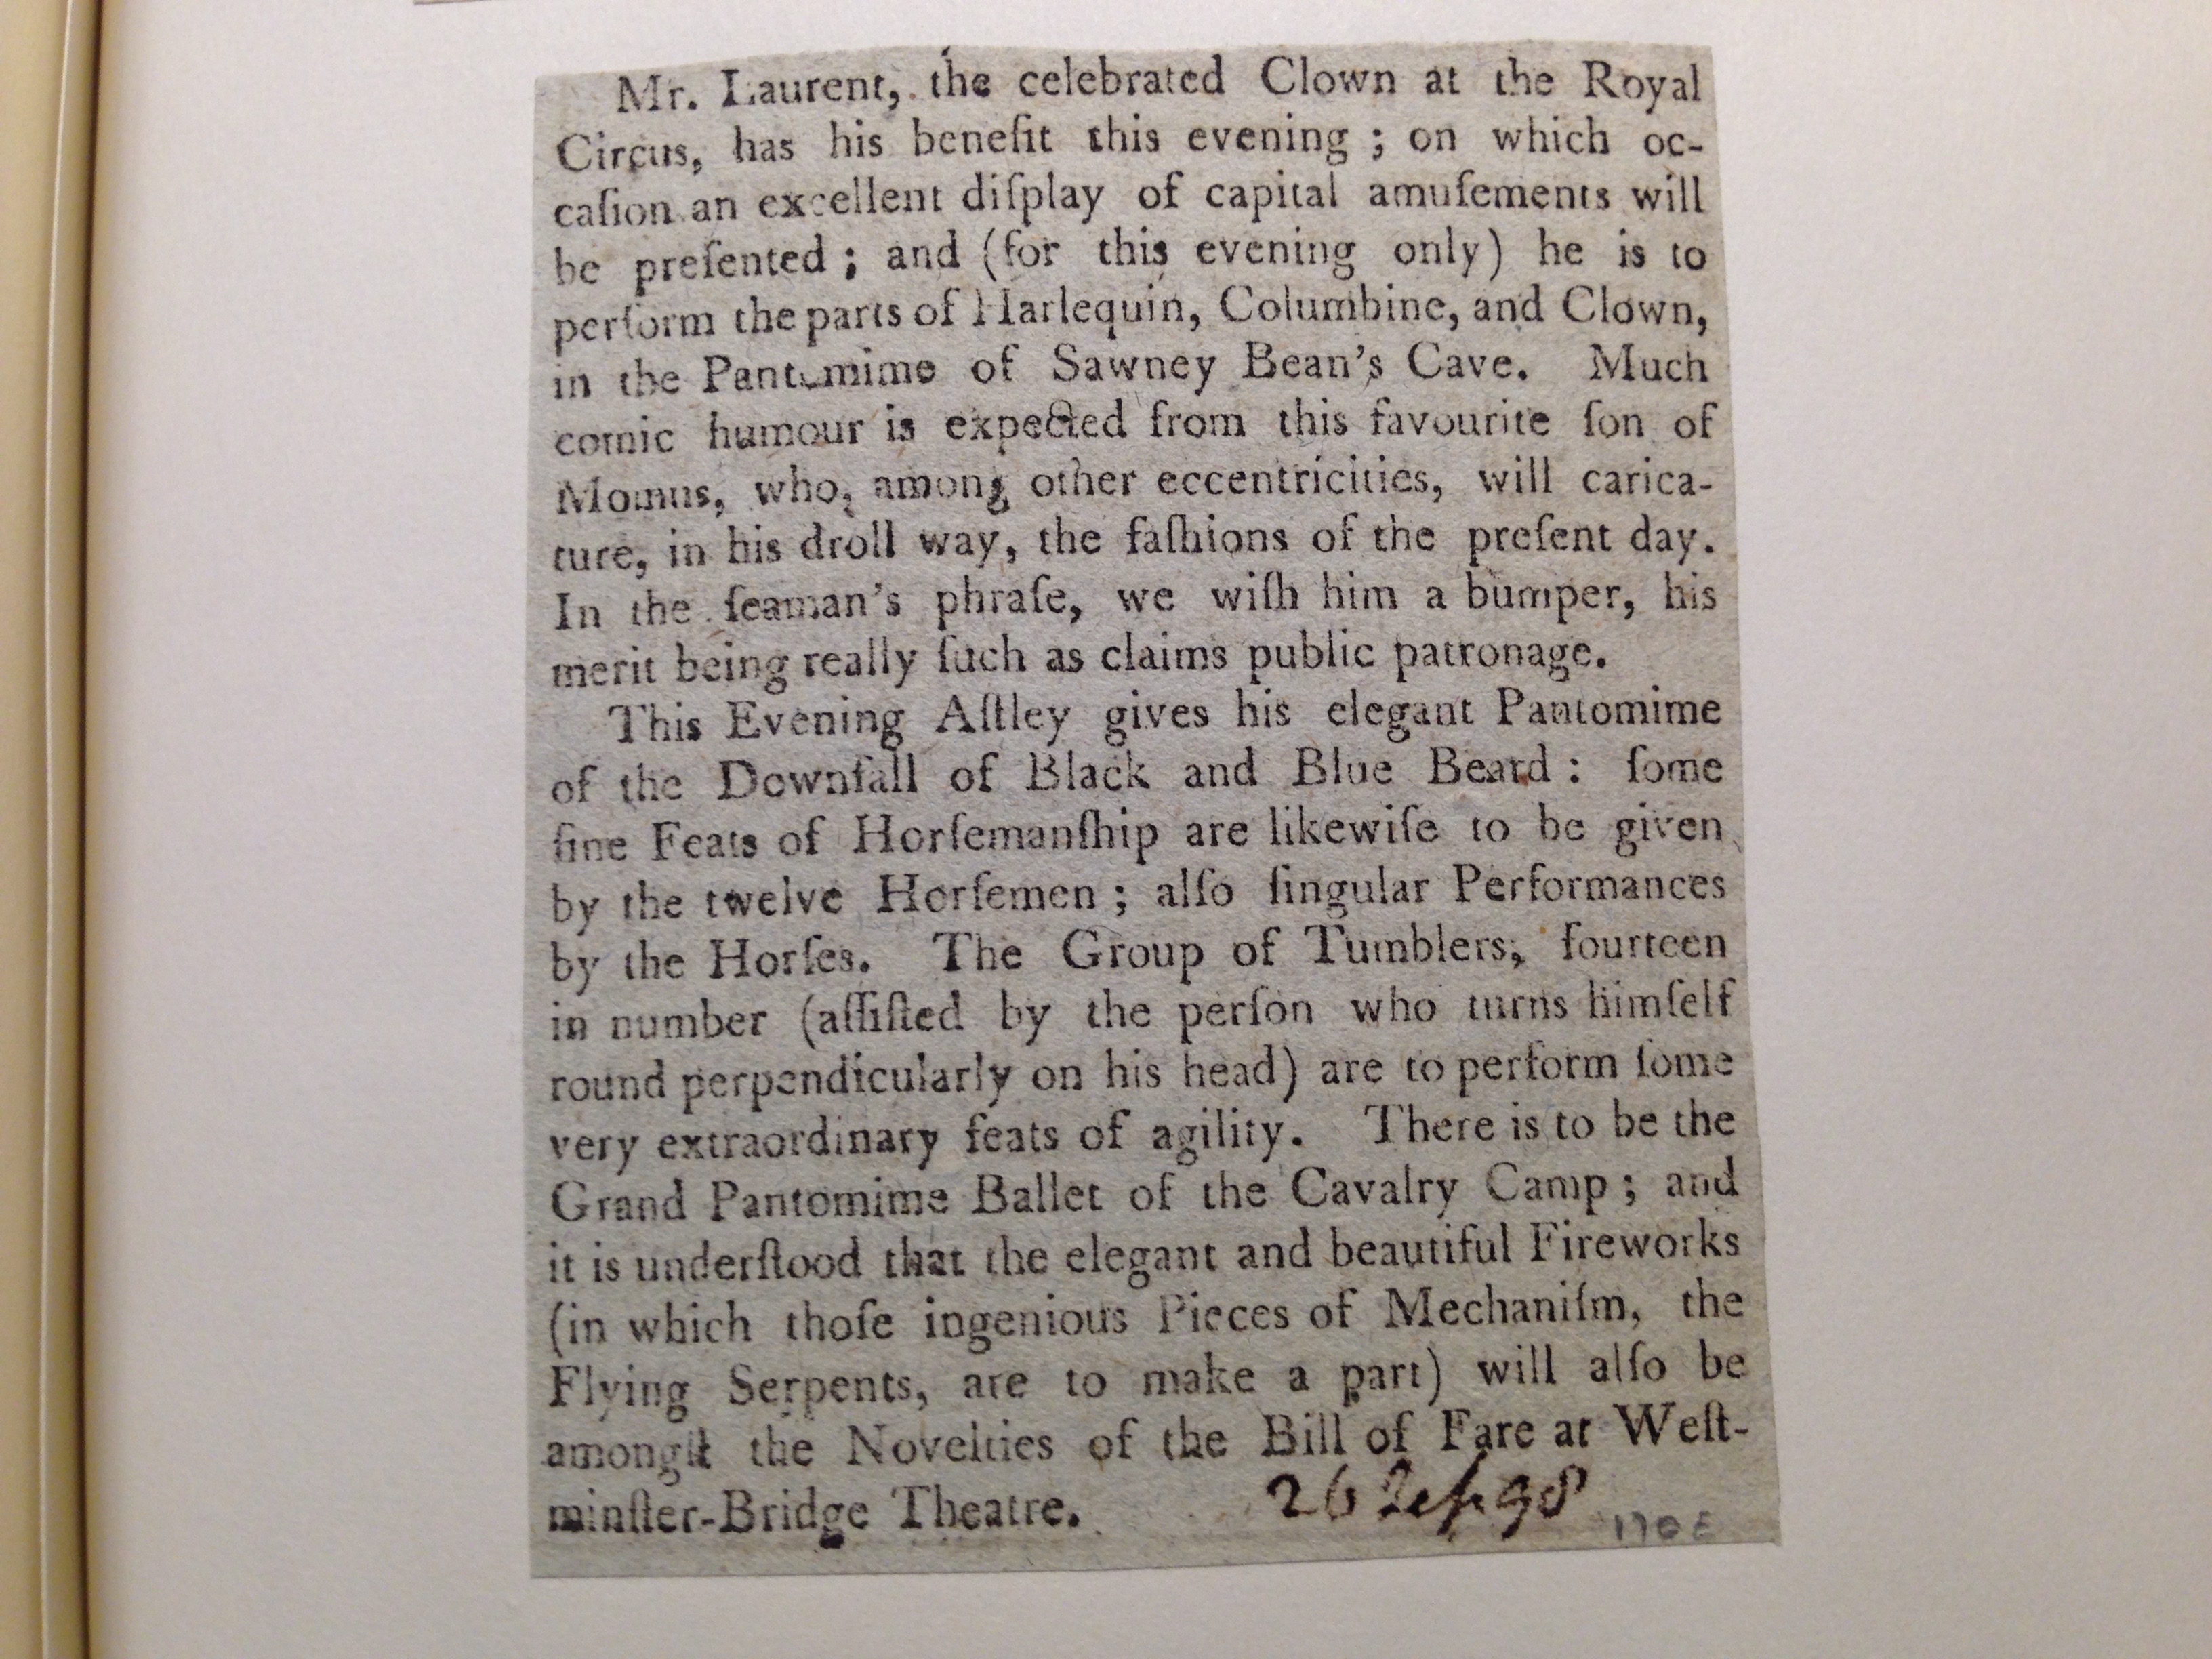 Mr. Laurent, the celebrated Clown at the Royal
Circus, has his benefit this evening ; on which oc-
caſion an excellent diſplay of capital amuſements will
be preſented ; and (for this evening only) he is to
perform the parts of Harlequin, Columbine, and Clown,
in the Pantomime of Sawney Bean's Cave. Much
comic humour is expected from this favourite ſon of
Momus, who, among other eccentricities, will carica-
ture, in his droll way, the faſhions of the preſent day.
In the ſeaman's phraſe, we wiſh him a bumper, his
merit being really ſuch as claims public patronage.
This Evening Aſtley gives his elegant Pantomime
of the Downfall of Black and Blue Beard : ſome
fine Feats of Horſemanſhip are likewiſe to be given
by the twelve Horſemen ; alſo ſingular Performances
by the Horſes. The Group of Tumblers, fourteen
in number (aſſiſted by the perſon who turns himſelf
round perpendicularly on his head) are to perform ſome
very extraordinary feats of agility. There is to be the
Grand Pantomime Ballet of the Cavalry Camp ; and
it is underſtood that the elegant and beautiful Fireworks
(in which thoſe ingenious Pieces of Mechaniſm, the
Flying Serpents, are to make a part) will alſo be
amongſt the Novelties of the Bill of Fare at Weſt-
minſter-Bridge Theatre.
26 Sep 98